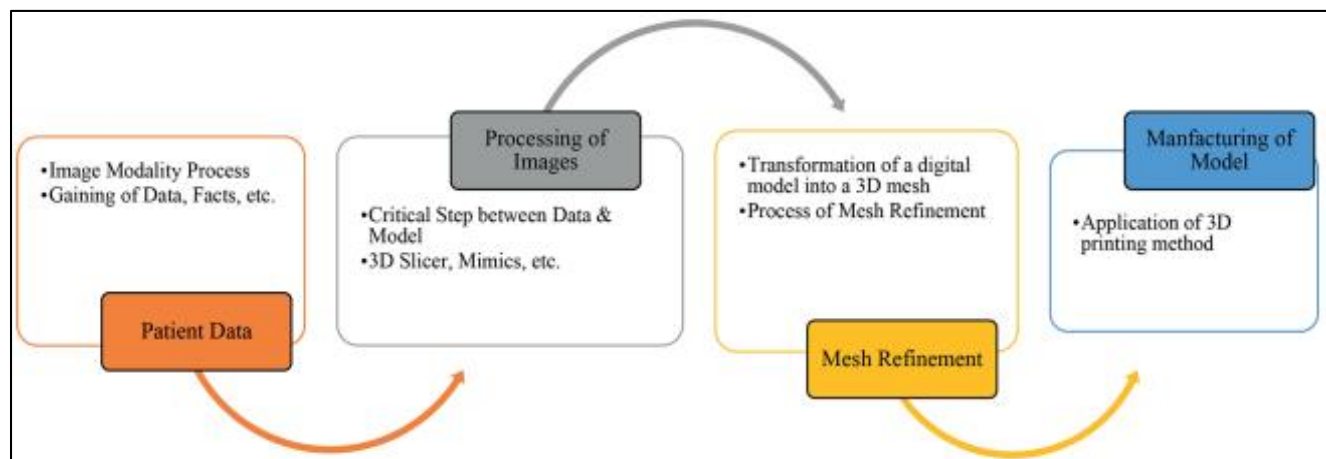 •Image Modality Process
•Gaining of Data, Facts, etc.
Patient Data
Processing of
Images
•Critical Step between Data &
Model
•3D Slicer, Mimics, etc.
•Transformation of a digital
model into a 3D mesh
•Process of Mesh Refinement
Mesh Refinement
Manfacturing of
Model
•Application of 3D
printing method